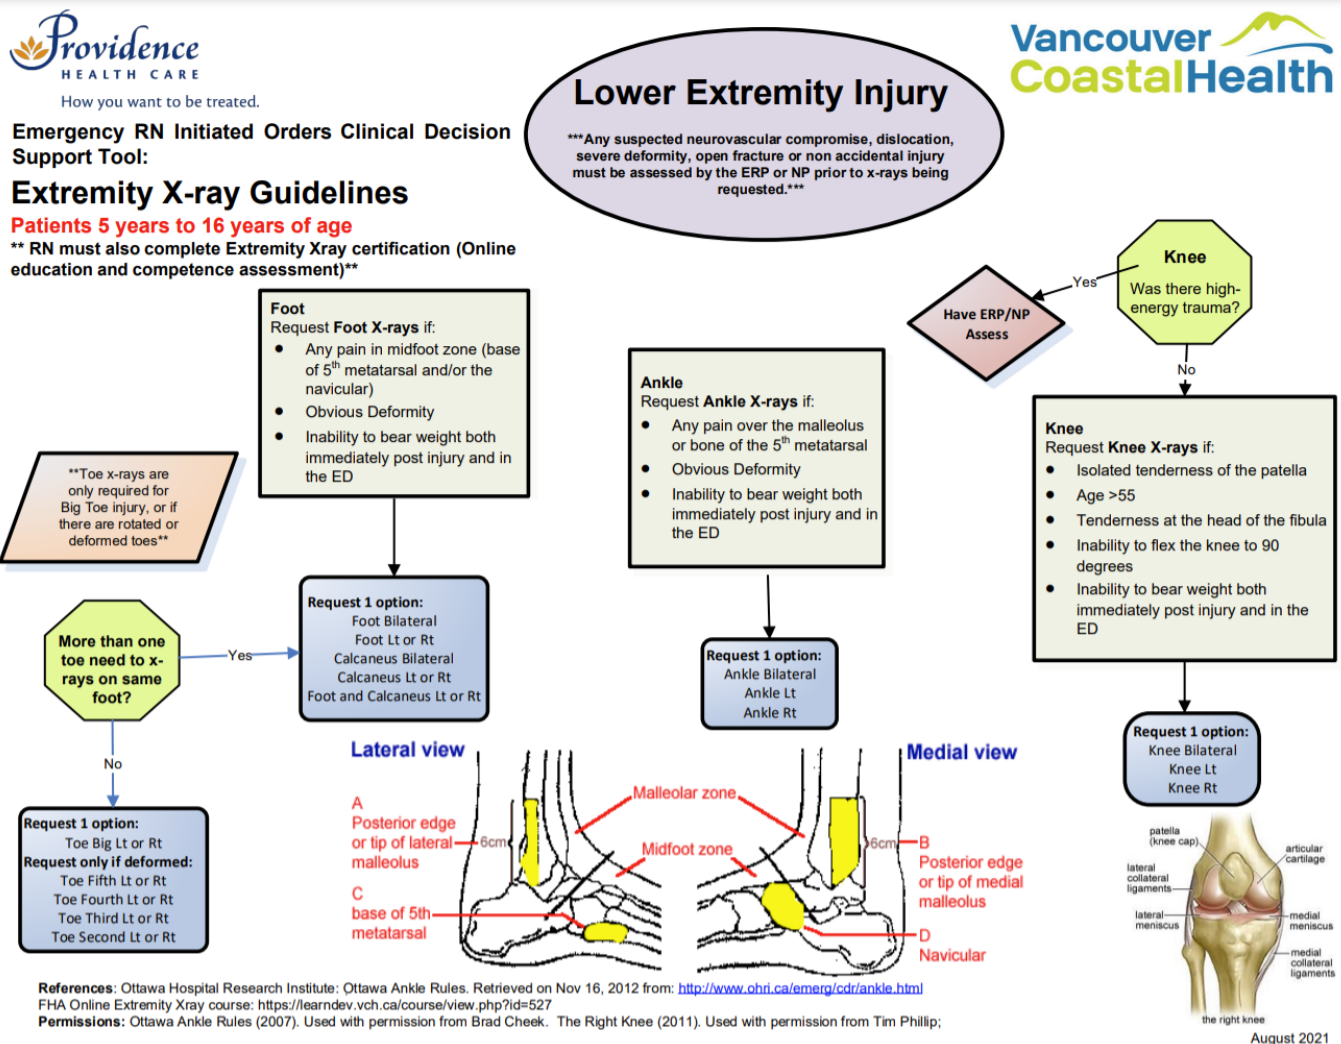 Providence
HEALTH CARE
How you want to be treated.
Vancouver
CoastalHealth
Emergency RN Initiated Orders Clinical Decision
Support Tool:
Extremity X-ray Guidelines
Patients 5 years to 16 years of age
** RN must also complete Extremity Xray certification (Online
education and competence assessment)**
Lower Extremity Injury
***Any suspected neurovascular compromise, dislocation,
severe deformity, open fracture or non accidental injury
must be assessed by the ERP or NP prior to x-rays being
requested.***
Knee
Was there high-
energy trauma?
Yes
Have ERP/NP
Assess
No
Foot
Request Foot X-rays if:
● Any pain in midfoot zone (base
of 5th metatarsal and/or the
navicular)
● Obvious Deformity
● Inability to bear weight both
immediately post injury and in
the ED
Ankle
Request Ankle X-rays if:
● Any pain over the malleolus
or bone of the 5th metatarsal
● Obvious Deformity
● Inability to bear weight both
immediately post injury and in
the ED
Knee
Request Knee X-rays if:
● Isolated tenderness of the patella
● Age >55
● Tenderness at the head of the fibula
● Inability to flex the knee to 90
degrees
● Inability to bear weight both
immediately post injury and in the
ED
**Toe x-rays are
only required for
Big Toe injury, or if
there are rotated or
deformed toes**
More than one
toe need to x-
rays on same
foot?
Yes
No
Request 1 option:
Foot Bilateral
Foot Lt or Rt
Calcaneus Bilateral
Calcaneus Lt or Rt
Foot and Calcaneus Lt or Rt
Request 1 option:
Ankle Bilateral
Ankle Lt
Ankle Rt
Request 1 option:
Knee Bilateral
Knee Lt
Knee Rt
Request 1 option:
Toe Big Lt or Rt
Request only if deformed:
Toe Fifth Lt or Rt
Toe Fourth Lt or Rt
Toe Third Lt or Rt
Toe Second Lt or Rt
Lateral view
Medial view
A
Posterior edge
or tip of lateral
malleolus
6cm
C
base of 5th
metatarsal
Malleolar zone
Midfoot zone
6cm
B
Posterior edge
or tip of medial
malleolus
D
Navicular
patella
(knee cap)
articular
cartilage
lateral
collateral
ligaments
lateral
meniscus
medial
meniscus
medial
collateral
ligaments
the right knee
References: Ottawa Hospital Research Institute: Ottawa Ankle Rules. Retrieved on Nov 16, 2012 from: http://www.ohri.ca/emerg/cdr/ankle.html
FHA Online Extremity Xray course: https://learndev.vch.ca/course/view.php?id=527
Permissions: Ottawa Ankle Rules (2007). Used with permission from Brad Cheek. The Right Knee (2011). Used with permission from Tim Phillip;
August 2021